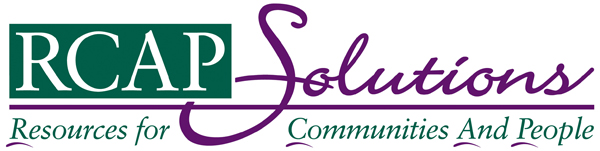 RCAP Solutions
Resources for Communities And People